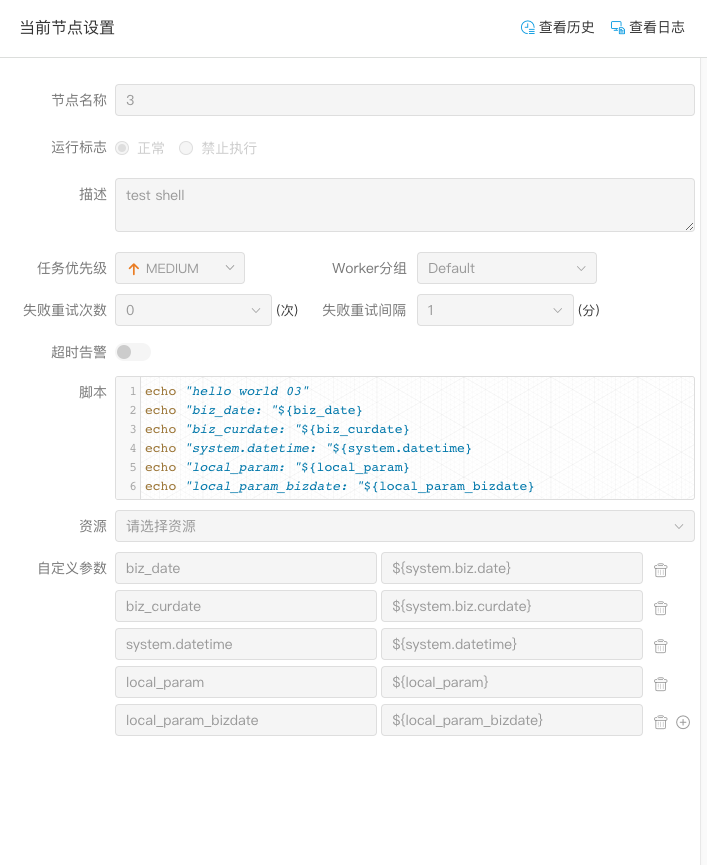 当前节点设置 查看历史 查看日志
节点名称 3
运行标志 正常 禁止执行
描述 test shell
任务优先级 MEDIUM Worker分组 Default
失败重试次数 0 (次) 失败重试间隔 1 (分)
超时告警
脚本 1 echo "hello world 03"
2 echo "biz_date: "${biz_date}
3 echo "biz_curdate: "${biz_curdate}
4 echo "system.datetime: "${system.datetime}
5 echo "local_param: "${local_param}
6 echo "local_param_bizdate: "${local_param_bizdate}
资源 请选择资源
自定义参数 biz_date ${system.biz.date}
biz_curdate ${system.biz.curdate}
system.datetime ${system.datetime}
local_param ${local_param}
local_param_bizdate ${local_param_bizdate}